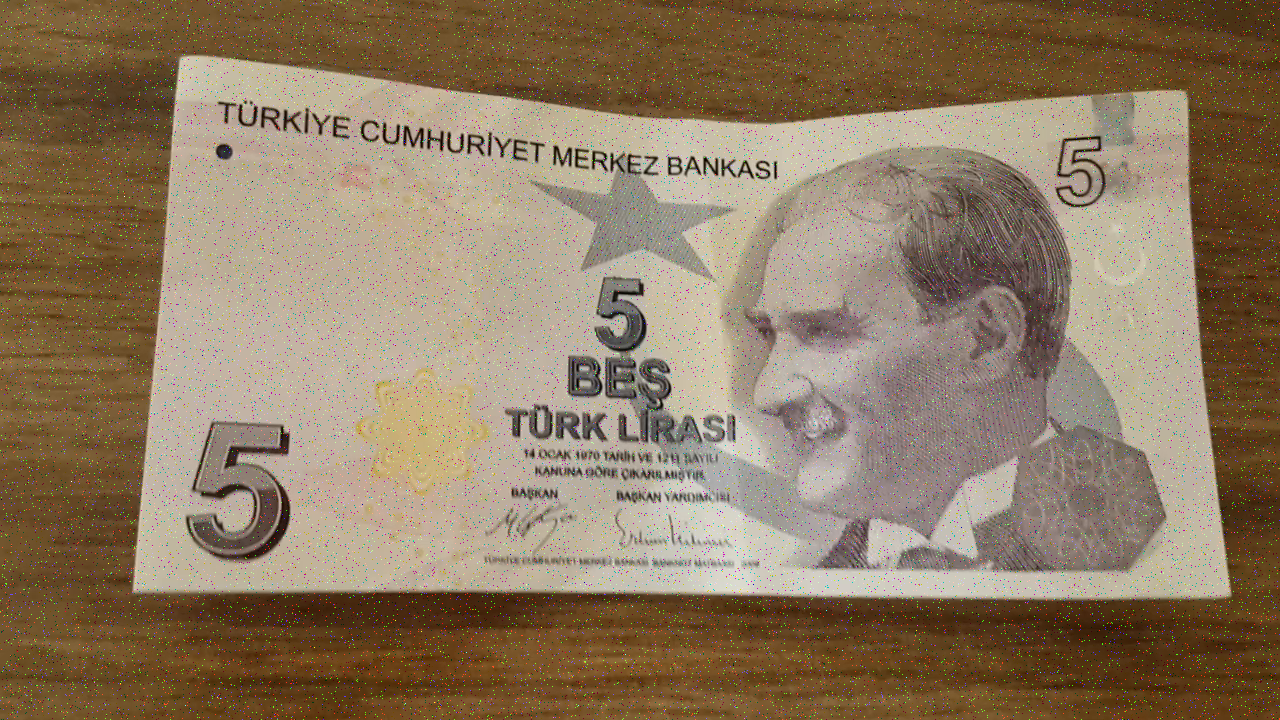 TÜRKİYE CUMHURİYET MERKEZ BANKASI
5
5
BEŞ
TÜRK LİRASI
14 OCAK 1970 TARİH VE 1211 SAYILI
KANUNA GÖRE ÇIKARILMIŞTIR.
BAŞKAN BAŞKAN YARDIMCISI
5
TÜRKİYE CUMHURİYET MERKEZ BANKASI BANKNOT MATBAASI